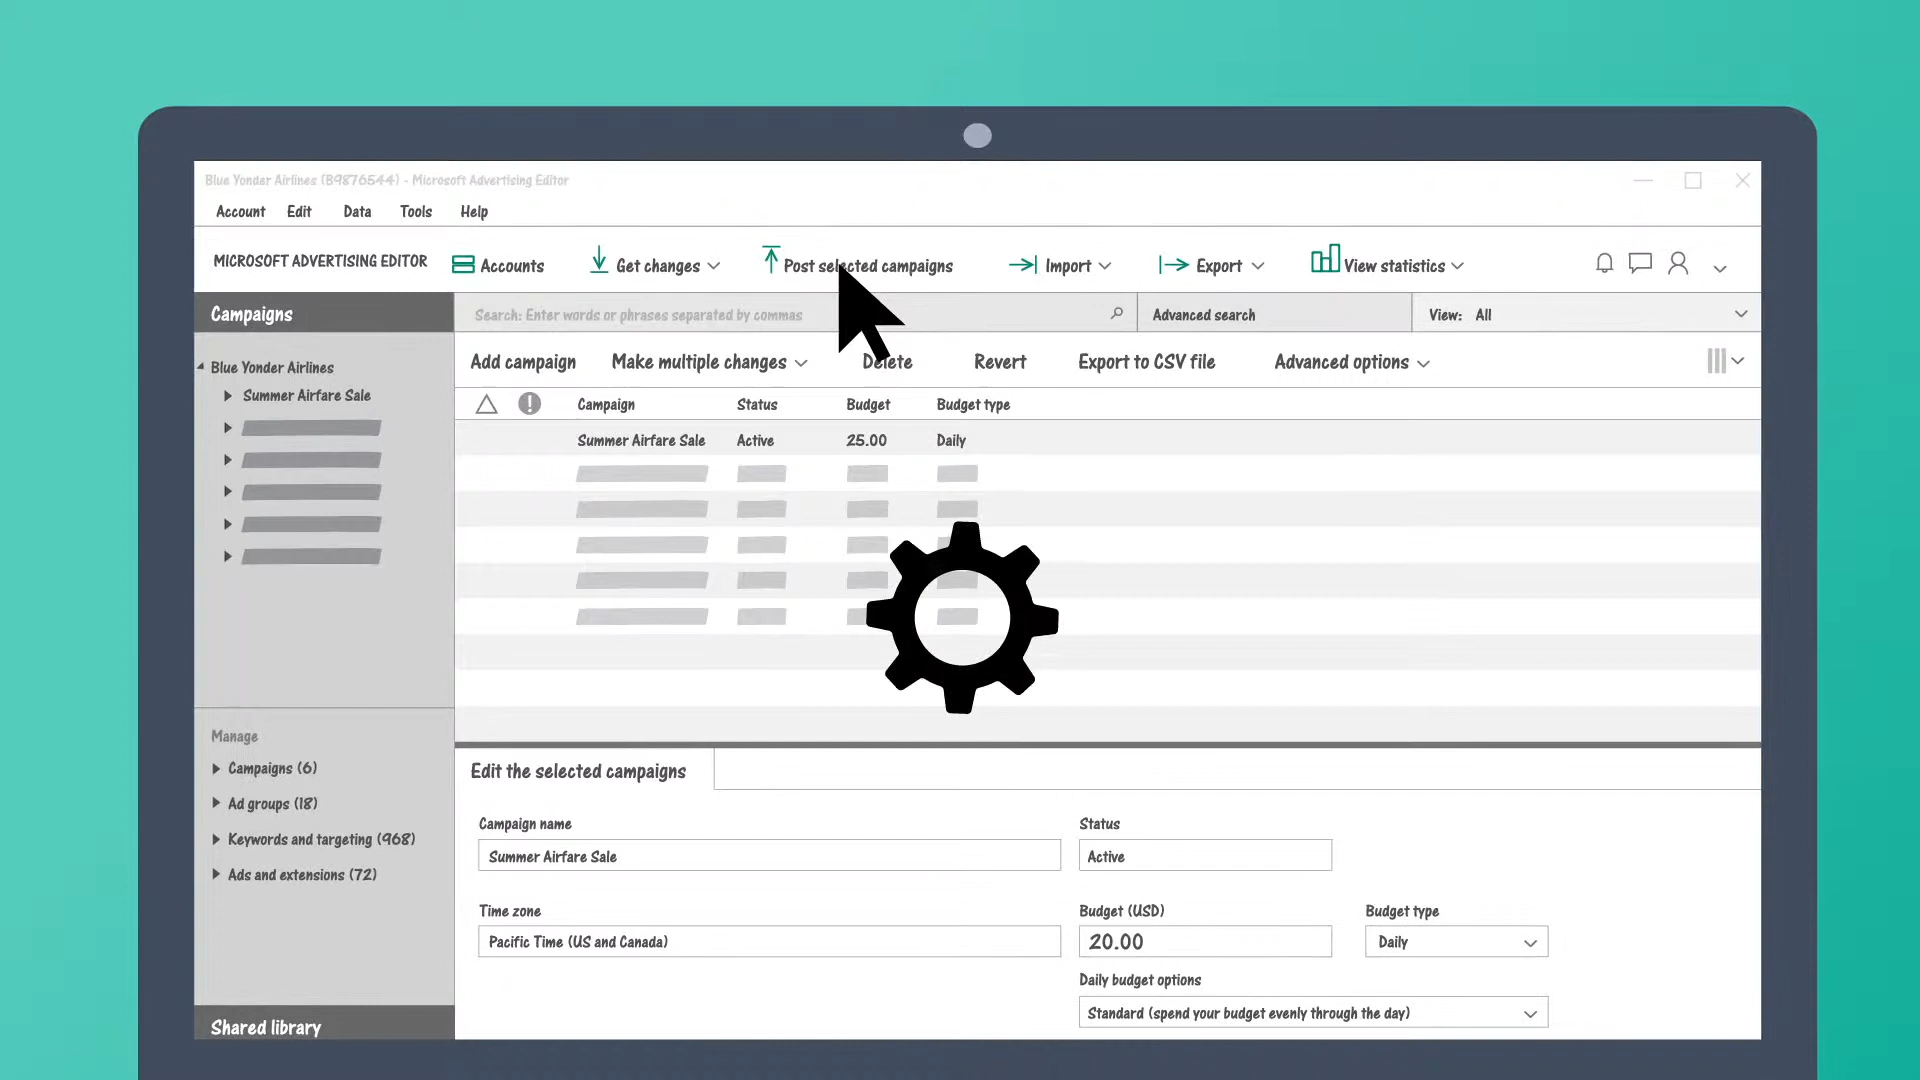 Blue Yonder Airlines (B9876544) - Microsoft Advertising Editor
Account Edit Data Tools Help
MICROSOFT ADVERTISING EDITOR Accounts Get changes Post selected campaigns Import Export View statistics
Campaigns Search: Enter words or phrases separated by commas Advanced search View: All
Add campaign Make multiple changes Delete Revert Export to CSV file Advanced options
Blue Yonder Airlines
Summer Airfare Sale
Campaign Status Budget Budget type
Summer Airfare Sale Active 25.00 Daily
Manage
Campaigns (6)
Ad groups (18)
Keywords and targeting (968)
Ads and extensions (72)
Shared library
Edit the selected campaigns
Campaign name Status
Summer Airfare Sale Active
Time zone Budget (USD) Budget type
Pacific Time (US and Canada) 20.00 Daily
Daily budget options
Standard (spend your budget evenly through the day)